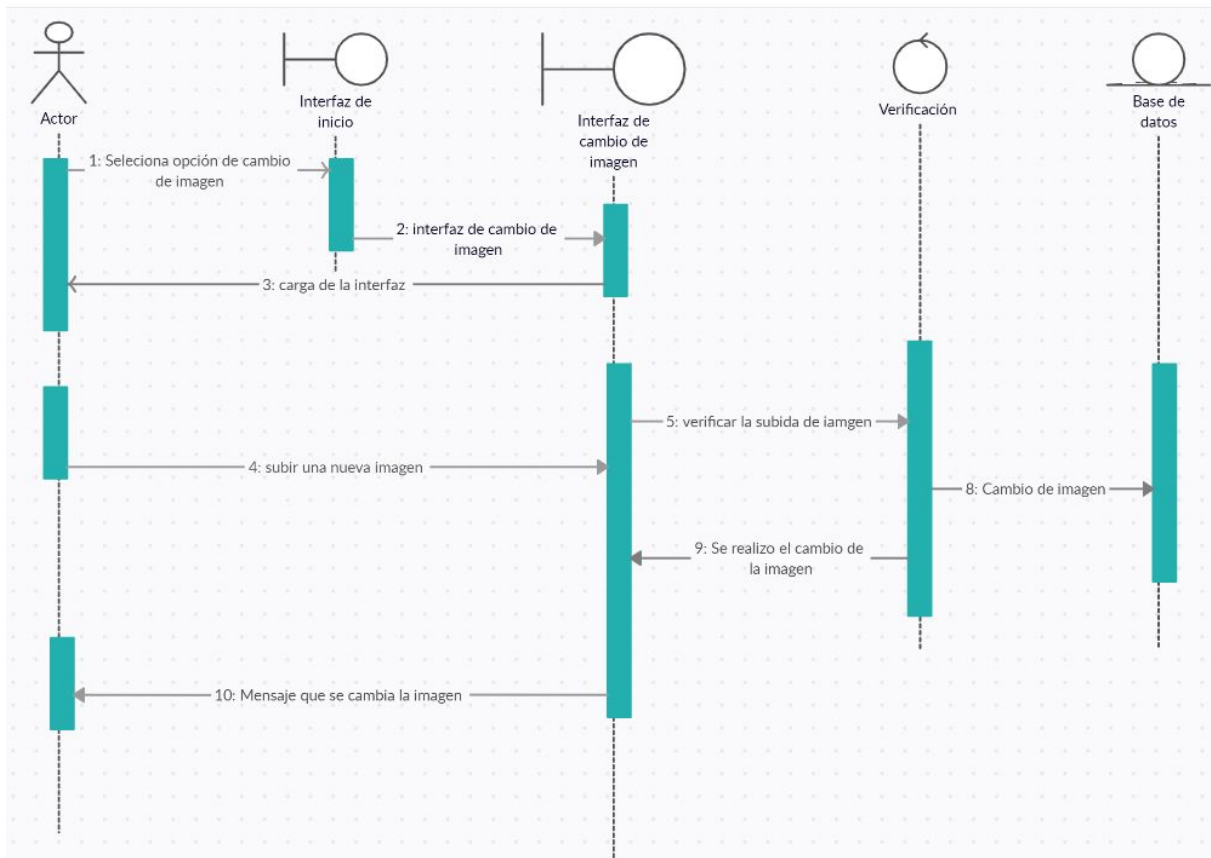 Actor
Interfaz de
inicio
Interfaz de
cambio de
imagen
Verificación
Base de
datos
1: Seleciona opción de cambio
de imagen
2: interfaz de cambio de
imagen
3: carga de la interfaz
5: verificar la subida de iamgen
4: subir una nueva imagen
8: Cambio de imagen
9: Se realizo el cambio de
la imagen
10: Mensaje que se cambia la imagen